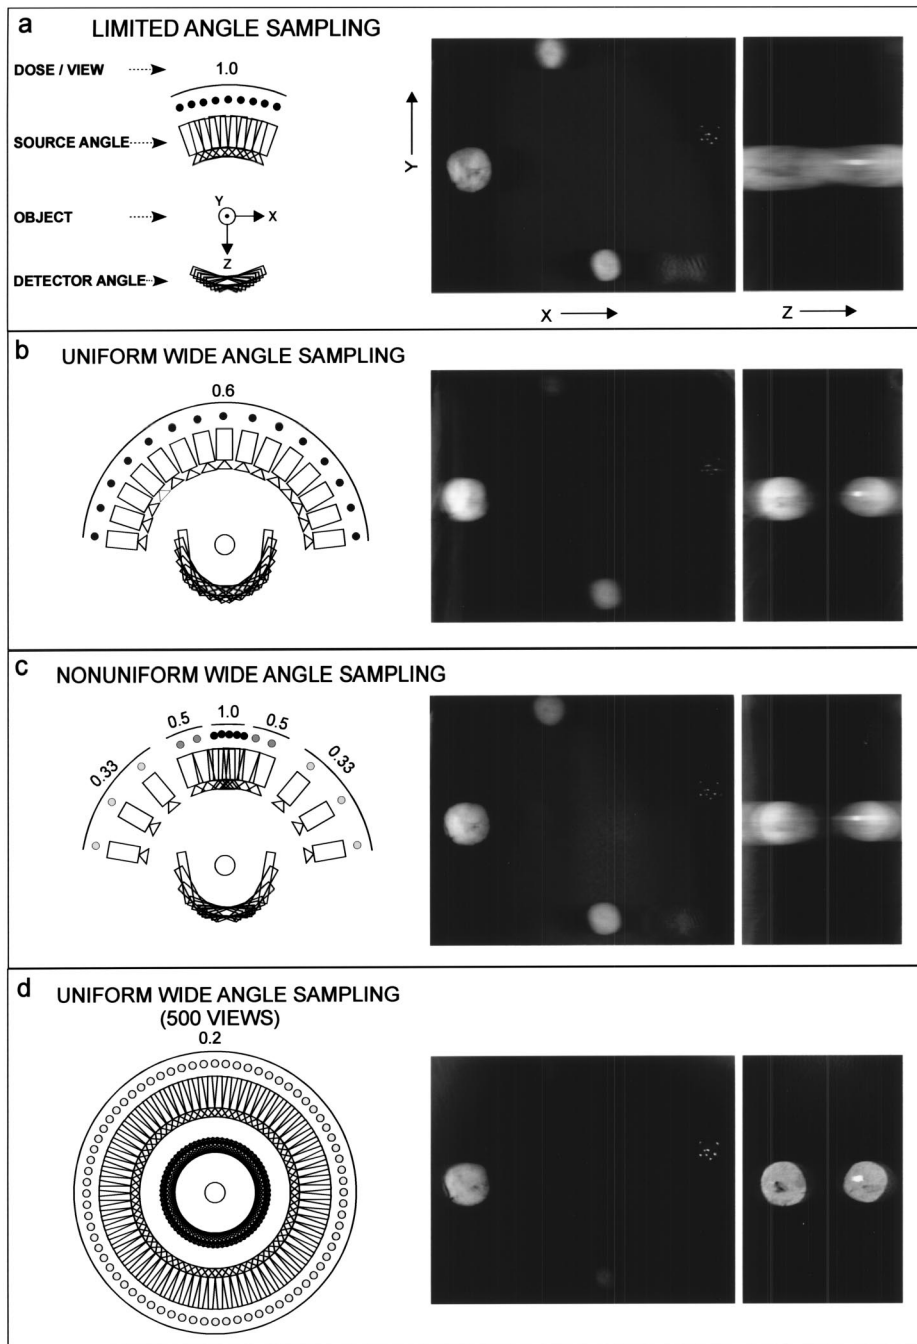 a
LIMITED ANGLE SAMPLING
DOSE / VIEW
1.0
SOURCE ANGLE
Y
OBJECT
Y
X
Z
DETECTOR ANGLE
X
Z
b
UNIFORM WIDE ANGLE SAMPLING
0.6
c
NONUNIFORM WIDE ANGLE SAMPLING
0.5
1.0
0.5
0.33
0.33
d
UNIFORM WIDE ANGLE SAMPLING
(500 VIEWS)
0.2